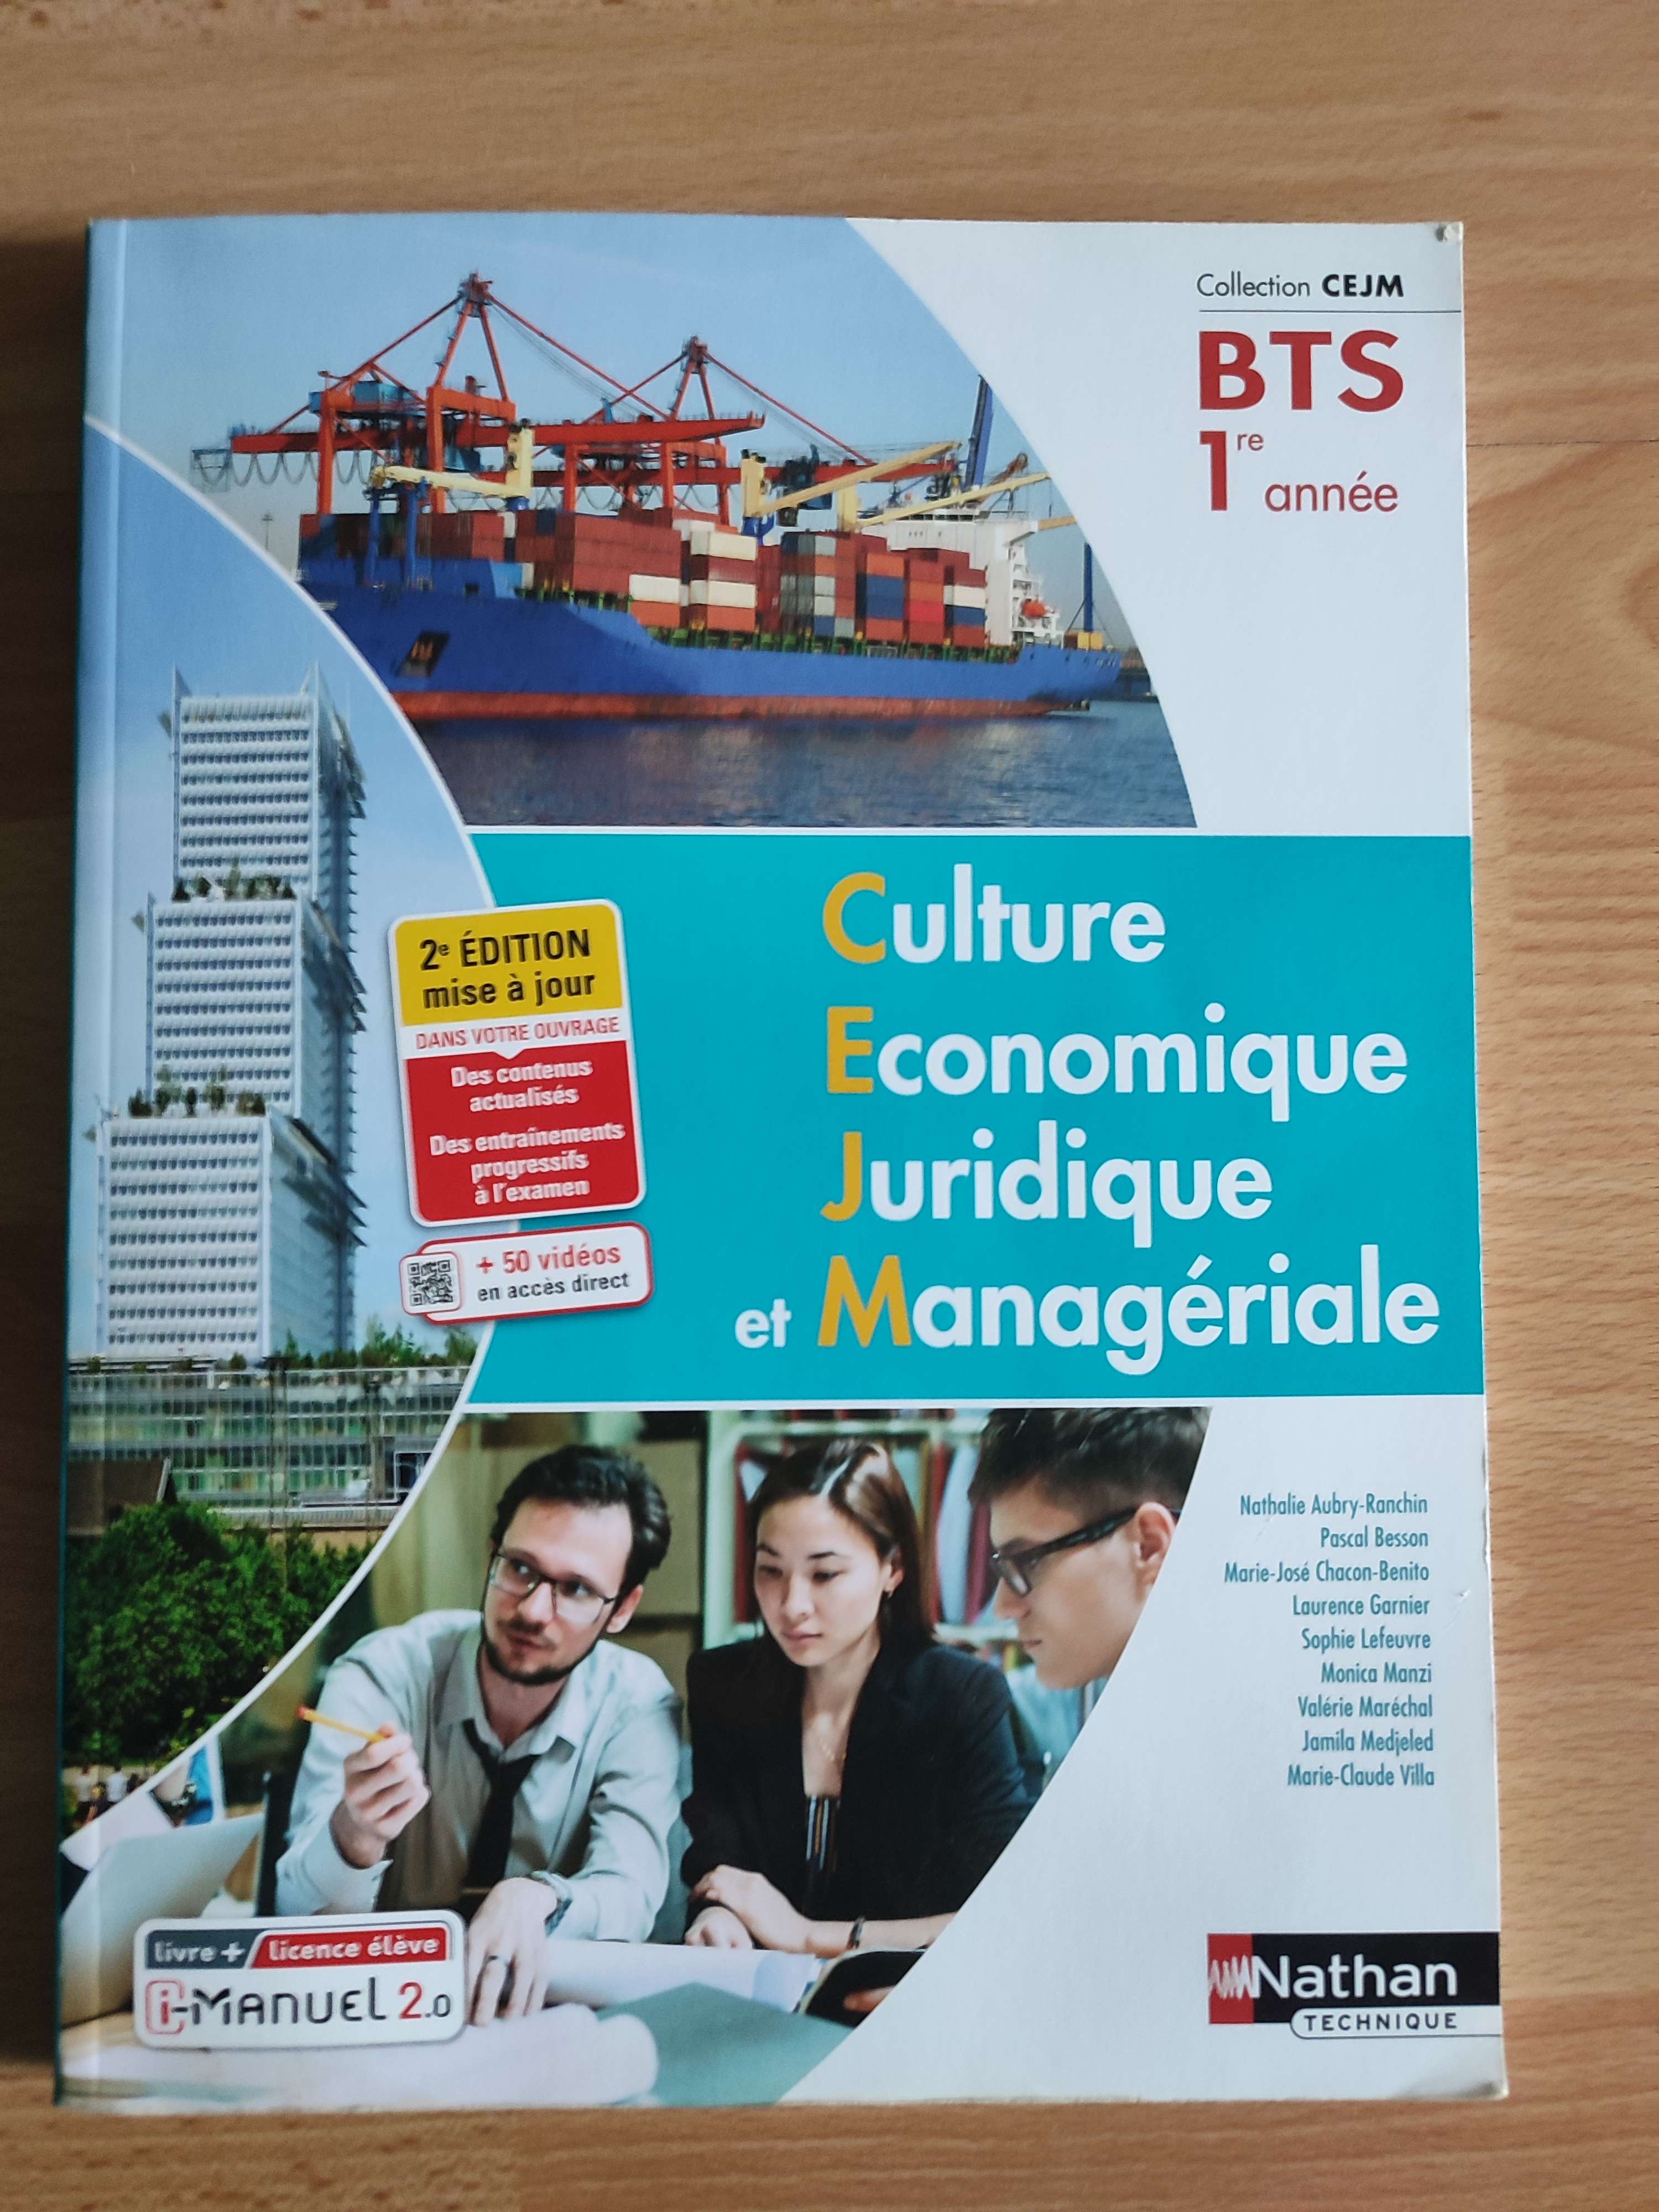 Collection CEJM
BTS
1re année
Culture
Economique
Juridique
et Managériale
2e ÉDITION
mise à jour
DANS VOTRE OUVRAGE
Des contenus
actualisés
Des entraînements
progressifs
à l'examen
+ 50 vidéos
en accès direct
Nathalie Aubry-Ranchin
Pascal Besson
Marie-José Chacon-Benito
Laurence Garnier
Sophie Lefeuvre
Monica Manzi
Valérie Maréchal
Jamila Medjeled
Marie-Claude Villa
livre + licence élève
i-MANUEL 2.0
Nathan
TECHNIQUE